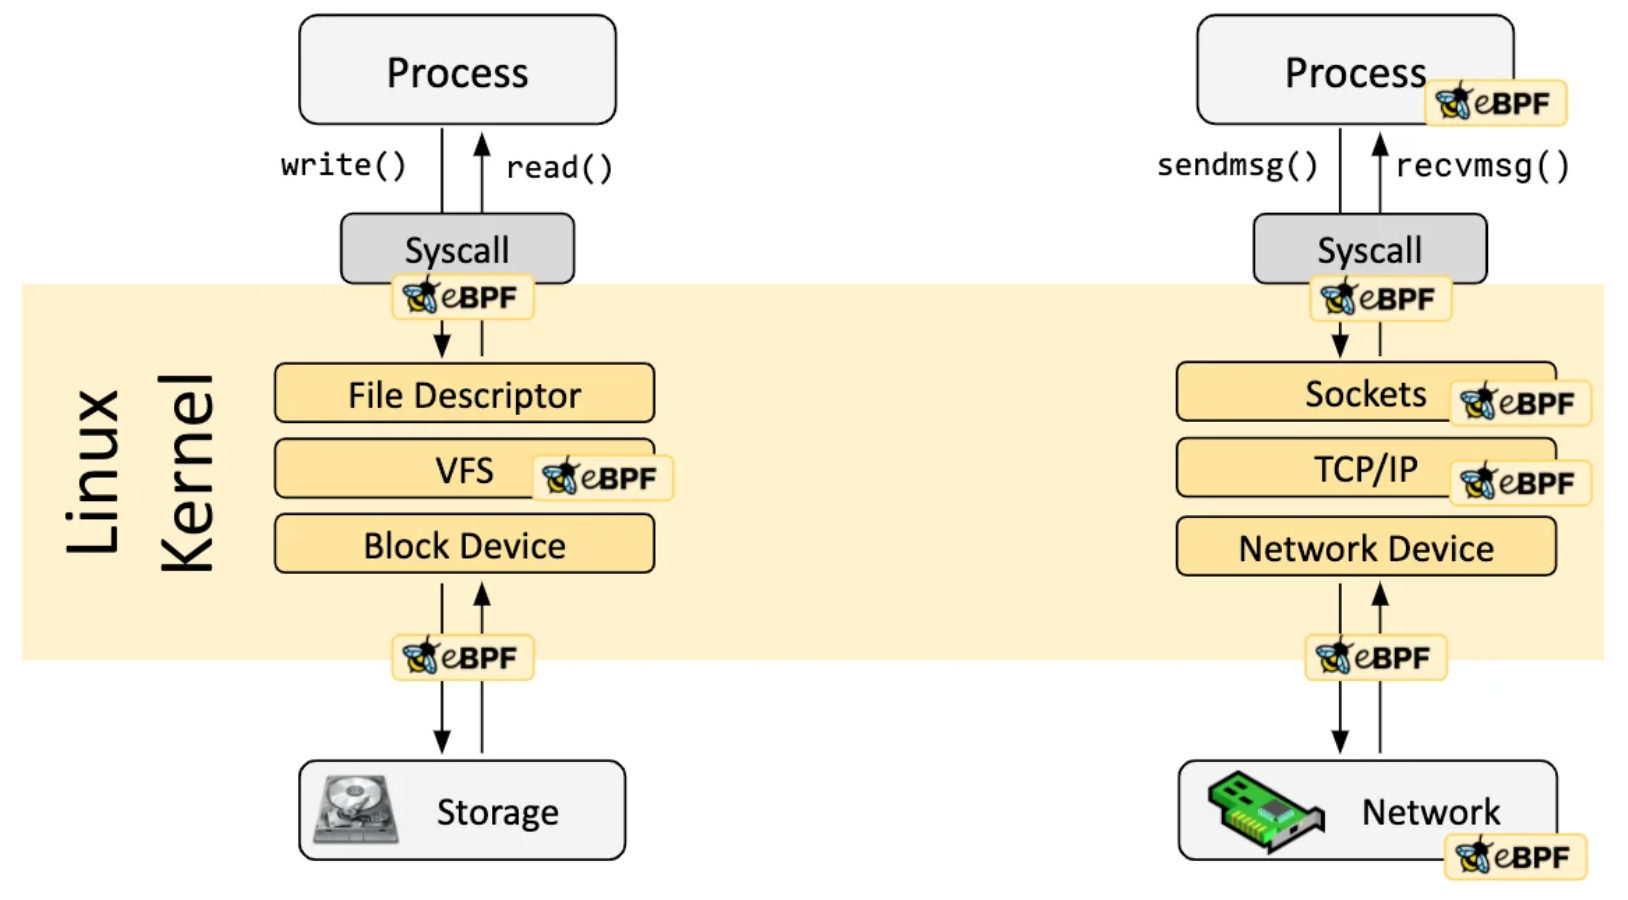 Process
write()
read()
Syscall
eBPF
File Descriptor
VFS
eBPF
Block Device
eBPF
Storage
Linux
Kernel
Process
eBPF
sendmsg()
recvmsg()
Syscall
eBPF
Sockets
eBPF
TCP/IP
eBPF
Network Device
eBPF
Network
eBPF